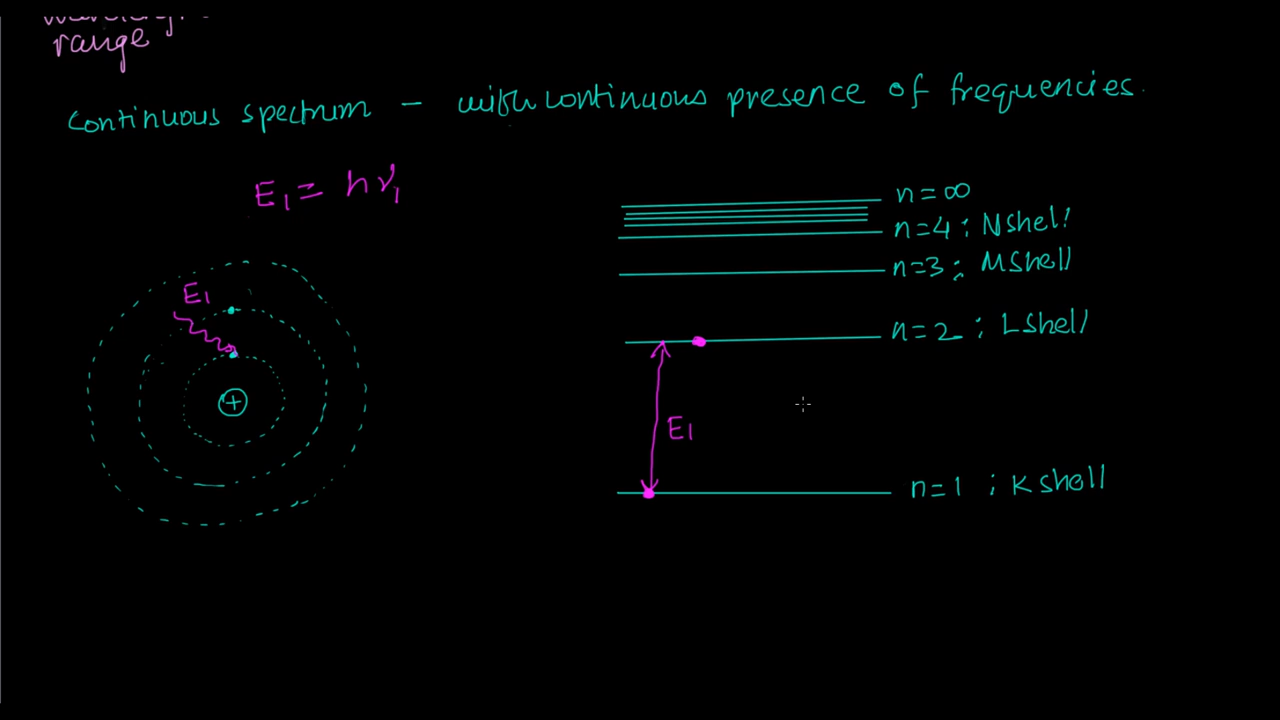 range
continuous spectrum - with continuous presence of frequencies.
E₁ = hν₁
n=∞
n=4 : N shell
n=3 : M shell
E₁
n=2 : L shell
+
E₁
n=1 : K shell